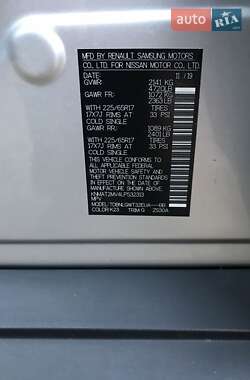 AUTO.RIA
MFD BY RENAULT SAMSUNG MOTORS
CO., LTD. FOR NISSAN MOTOR CO., LTD.
DATE : 11 / 19
GVWR: 2141 KG
4720LB
GAWR FR: 1072 KG
2363 LB
WITH 225/65R17 TIRES
17X7J RIMS AT 33 PSI
COLD SINGLE
GAWR RR: 1089 KG
2401 LB
WITH 225/65R17 TIRES
17X7J RIMS AT 33 PSI
COLD SINGLE
THIS VEHICLE CONFORMS TO
ALL APPLICABLE FEDERAL
MOTOR VEHICLE SAFETY AND
THEFT PREVENTION STANDARDS
IN EFFECT ON THE DATE OF
MANUFACTURE SHOWN ABOVE.
MPV
COLOR K23 TRIM G